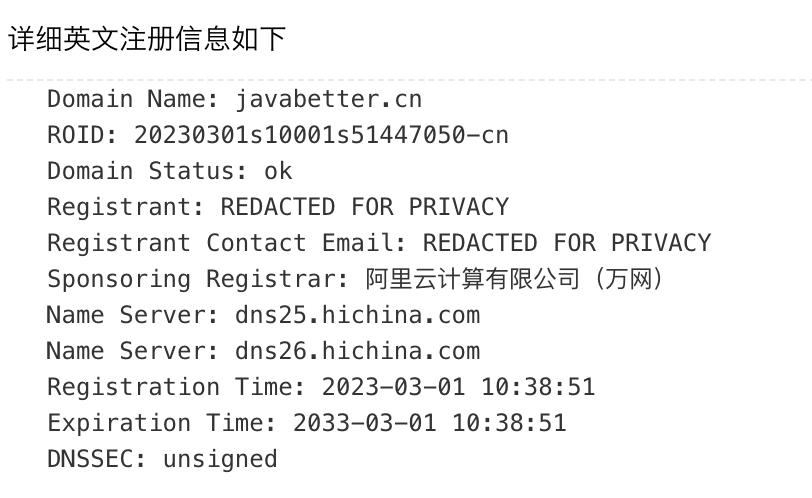 详细英文注册信息如下
Domain Name: javabetter.cn
ROID: 20230301s10001s51447050-cn
Domain Status: ok
Registrant: REDACTED FOR PRIVACY
Registrant Contact Email: REDACTED FOR PRIVACY
Sponsoring Registrar: 阿里云计算有限公司（万网）
Name Server: dns25.hichina.com
Name Server: dns26.hichina.com
Registration Time: 2023-03-01 10:38:51
Expiration Time: 2033-03-01 10:38:51
DNSSEC: unsigned